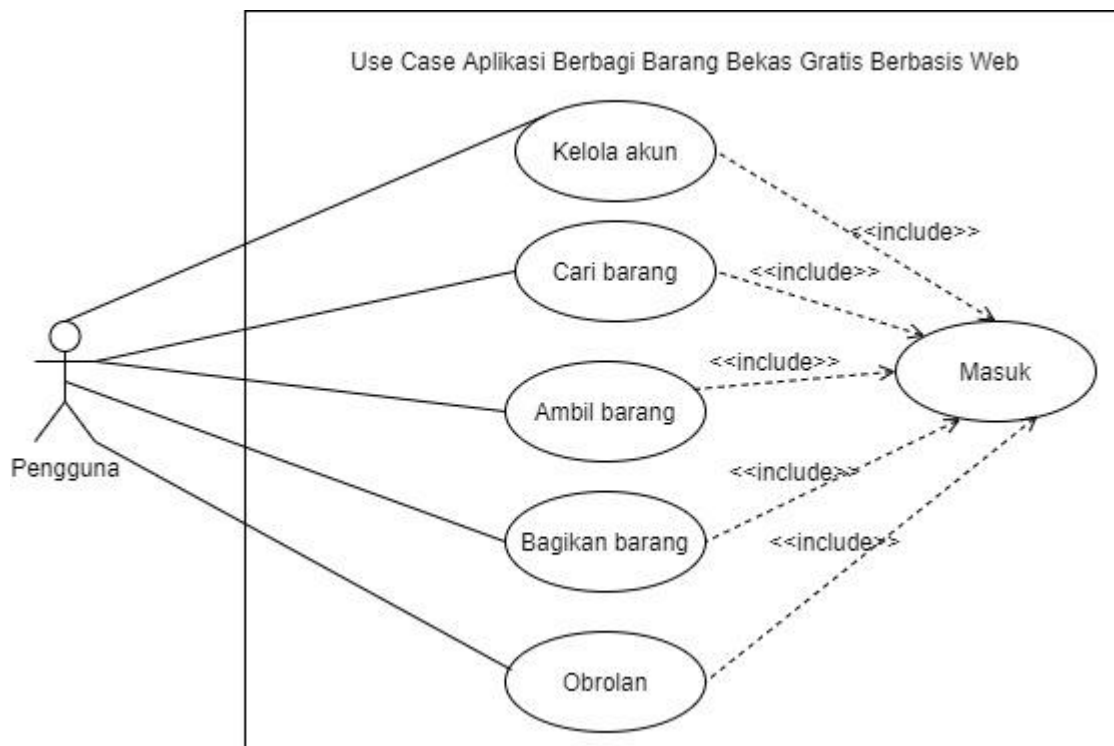 Use Case Aplikasi Berbagi Barang Bekas Gratis Berbasis Web
Kelola akun
<<include>>
Cari barang
<<include>>
<<include>>
Masuk
Ambil barang
Pengguna
<<include>>
Bagikan barang
<<include>>
Obrolan